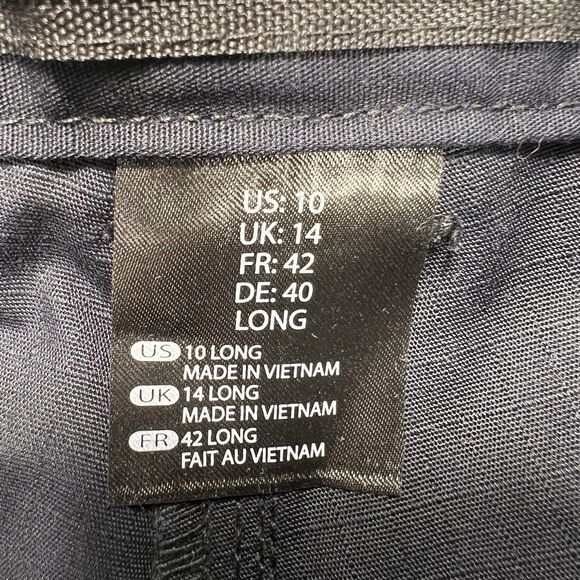 US: 10
UK: 14
FR: 42
DE: 40
LONG
US 10 LONG
MADE IN VIETNAM
UK 14 LONG
MADE IN VIETNAM
FR 42 LONG
FAIT AU VIETNAM